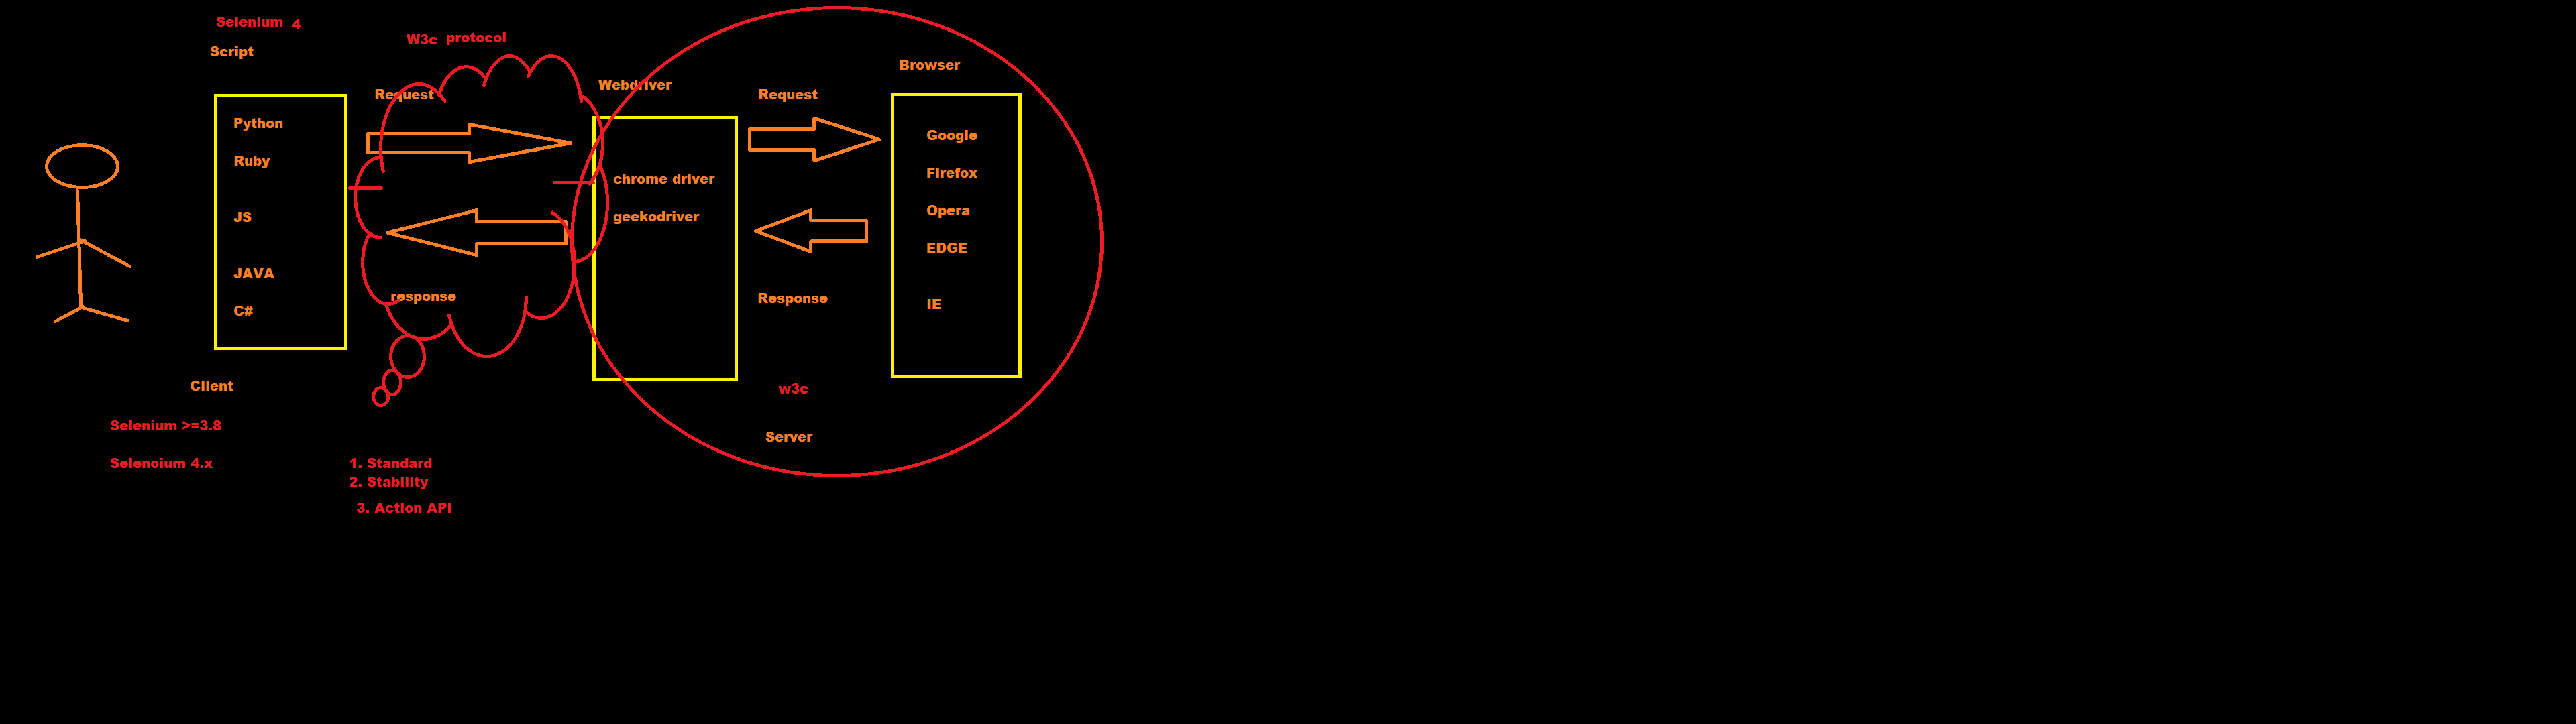 Selenium 4
Script
W3c protocol
Request
Python
Ruby
JS
JAVA
C#
response
Client
Selenium >=3.8
Selenoium 4.x
1. Standard
2. Stability
3. Action API
Webdriver
chrome driver
geekodriver
Request
Response
w3c
Server
Browser
Google
Firefox
Opera
EDGE
IE